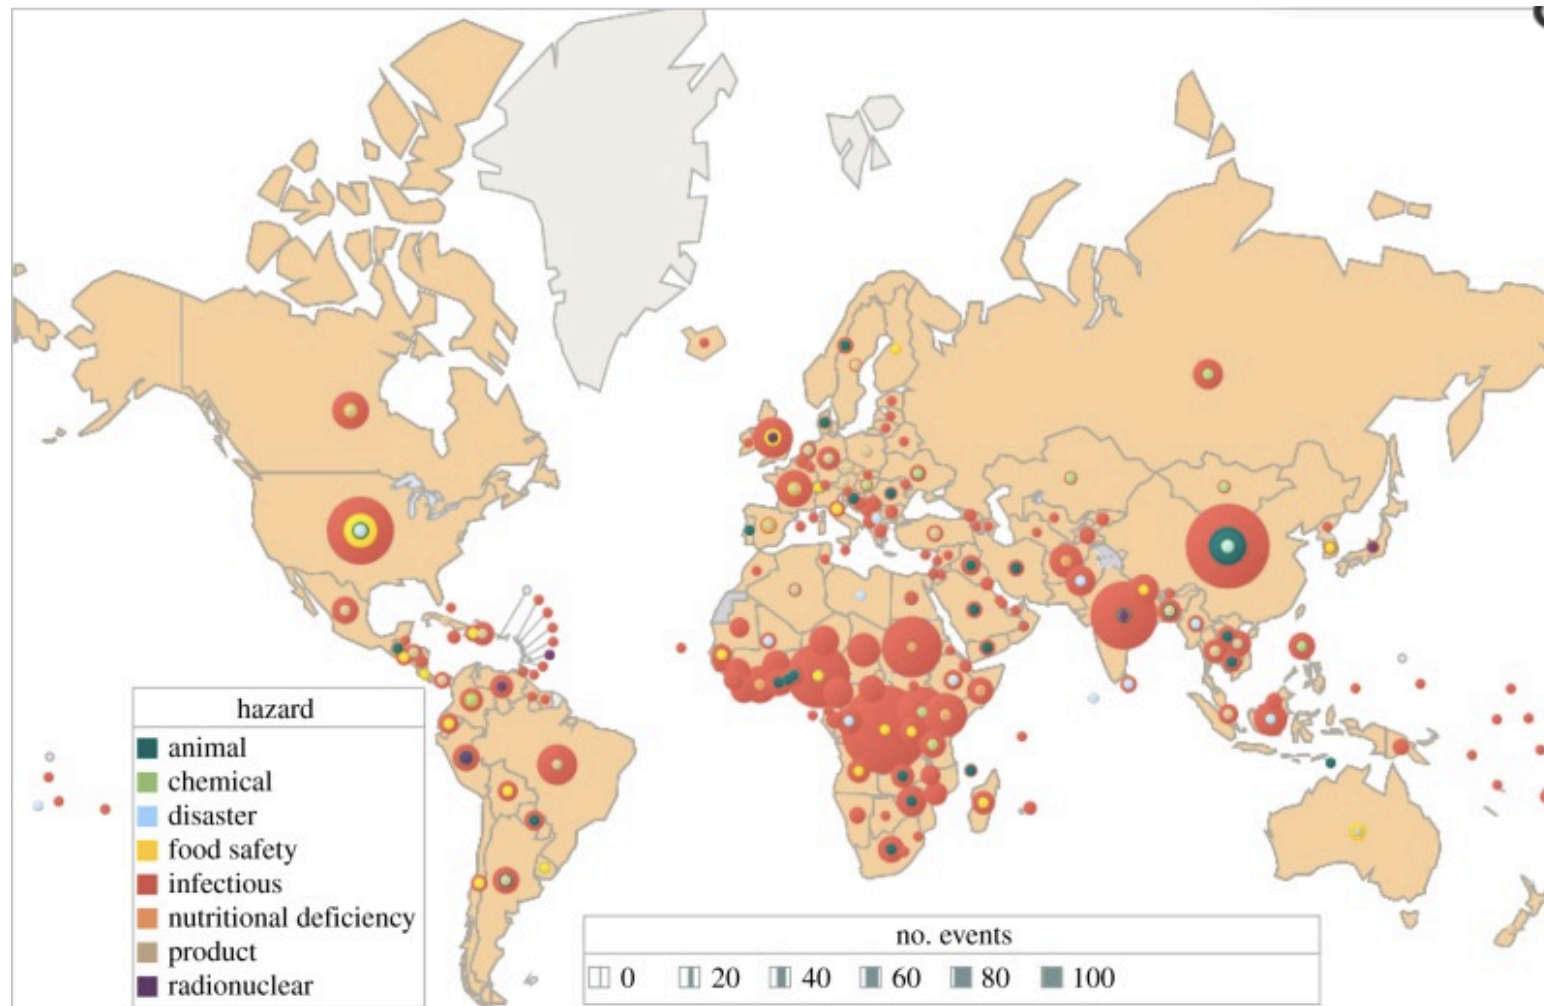 hazard
animal
chemical
disaster
food safety
infectious
nutritional deficiency
product
radionuclear
no. events
0 20 40 60 80 100